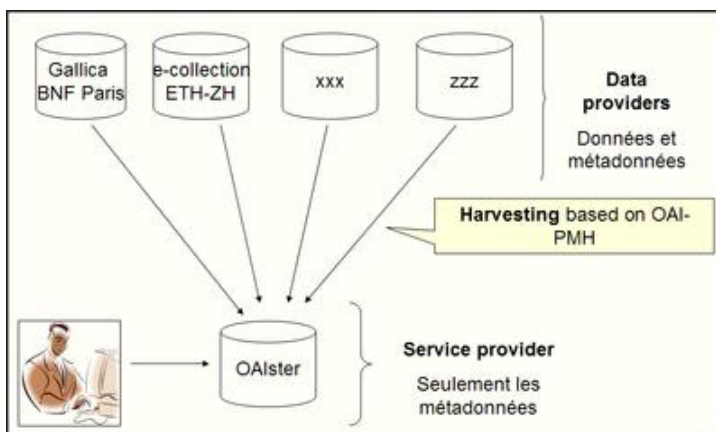 Gallica
BNF Paris
e-collection
ETH-ZH
xxx
zzz
Data
providers
Données et
métadonnées
Harvesting based on OAI-
PMH
OAIster
Service provider
Seulement les
métadonnées